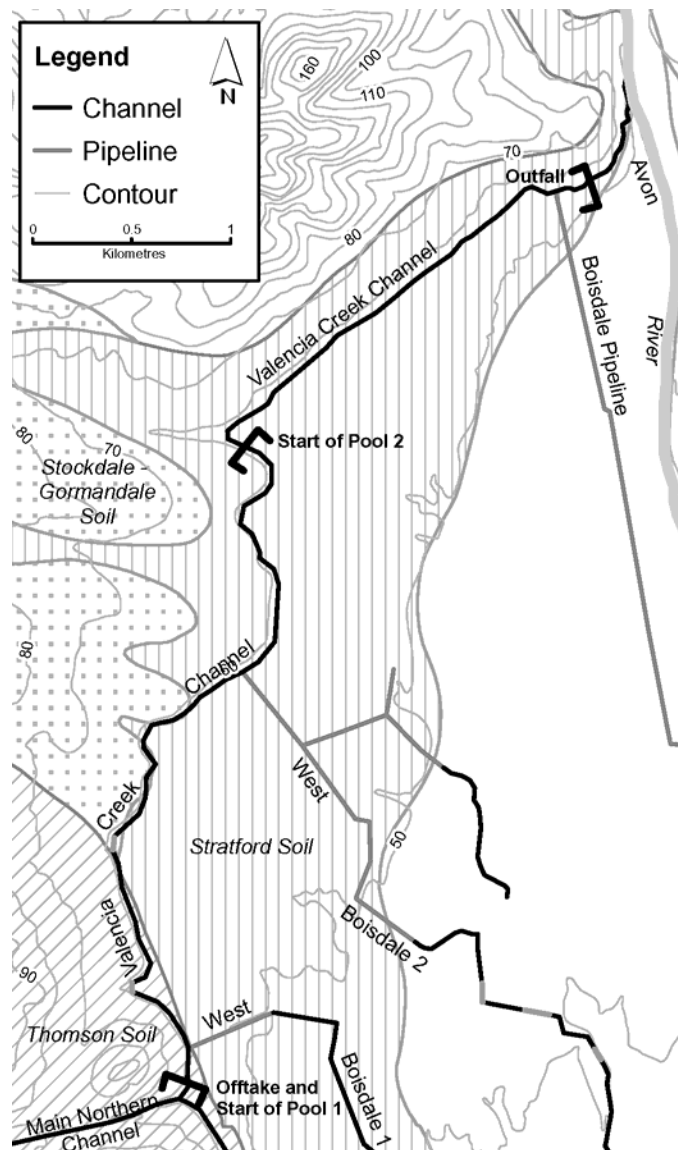 Legend
N
Channel
Pipeline
Contour
0 0.5 1
Kilometres
160
100
110
70
Outfall
Avon
River
80
Valencia Creek Channel
Boisdale Pipeline
Start of Pool 2
80
70
Stockdale -
Gormandale
Soil
80
Channel
60
Creek
West
Stratford Soil
50
Boisdale 2
Valencia
90
West
Thomson Soil
Boisdale 1
Offtake and
Start of Pool 1
Main Northern
Channel